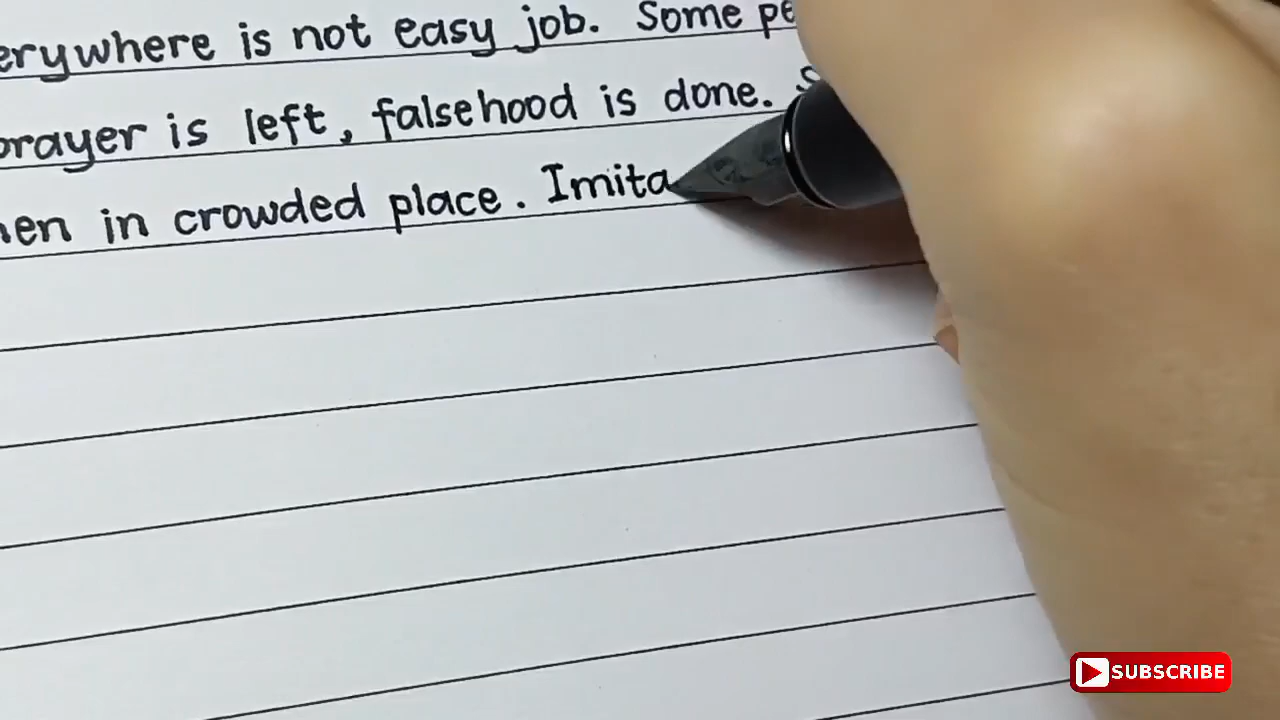 erywhere is not easy job. Some pe
prayer is left, falsehood is done. S
hen in crowded place. Imita
SUBSCRIBE